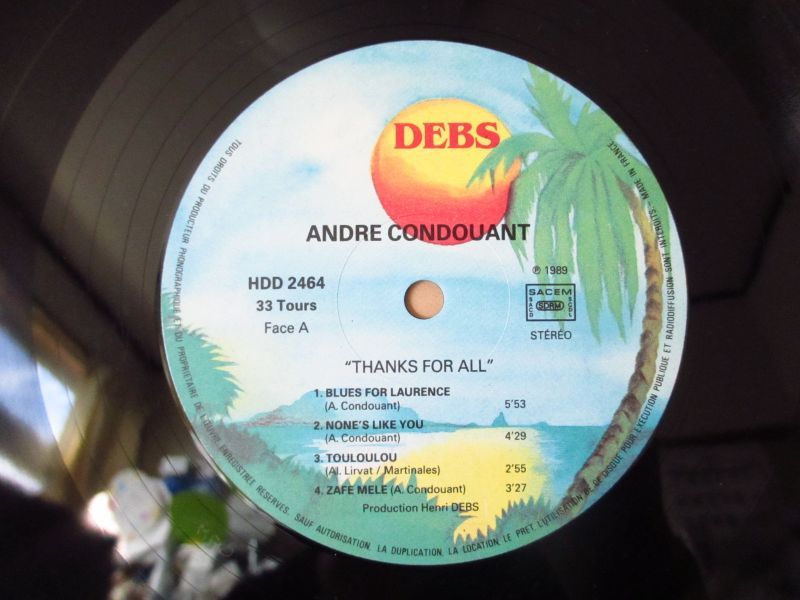 DEBS
ANDRE CONDOUANT
HDD 2464
33 Tours
Face A
℗ 1989
SACEM
SACD
SDRM
SCDL
STÉRÉO
"THANKS FOR ALL"
1. BLUES FOR LAURENCE
(A. Condouant) 5'53
2. NONE'S LIKE YOU
(A. Condouant) 4'29
3. TOULOULOU
(Al. Lirvat / Martinales) 2'55
4. ZAFE MELE (A. Condouant) 3'27
Production Henri DEBS
TOUS DROITS DU PRODUCTEUR PHONOGRAPHIQUE ET DU PROPRIETAIRE DE L'ŒUVRE ENREGISTREE RESERVES. SAUF AUTORISATION, LA DUPLICATION, LA LOCATION, LE PRET, L'UTILISATION DE CE DISQUE POUR EXECUTION PUBLIQUE ET RADIODIFFUSION SONT INTERDITS. MADE IN FRANCE